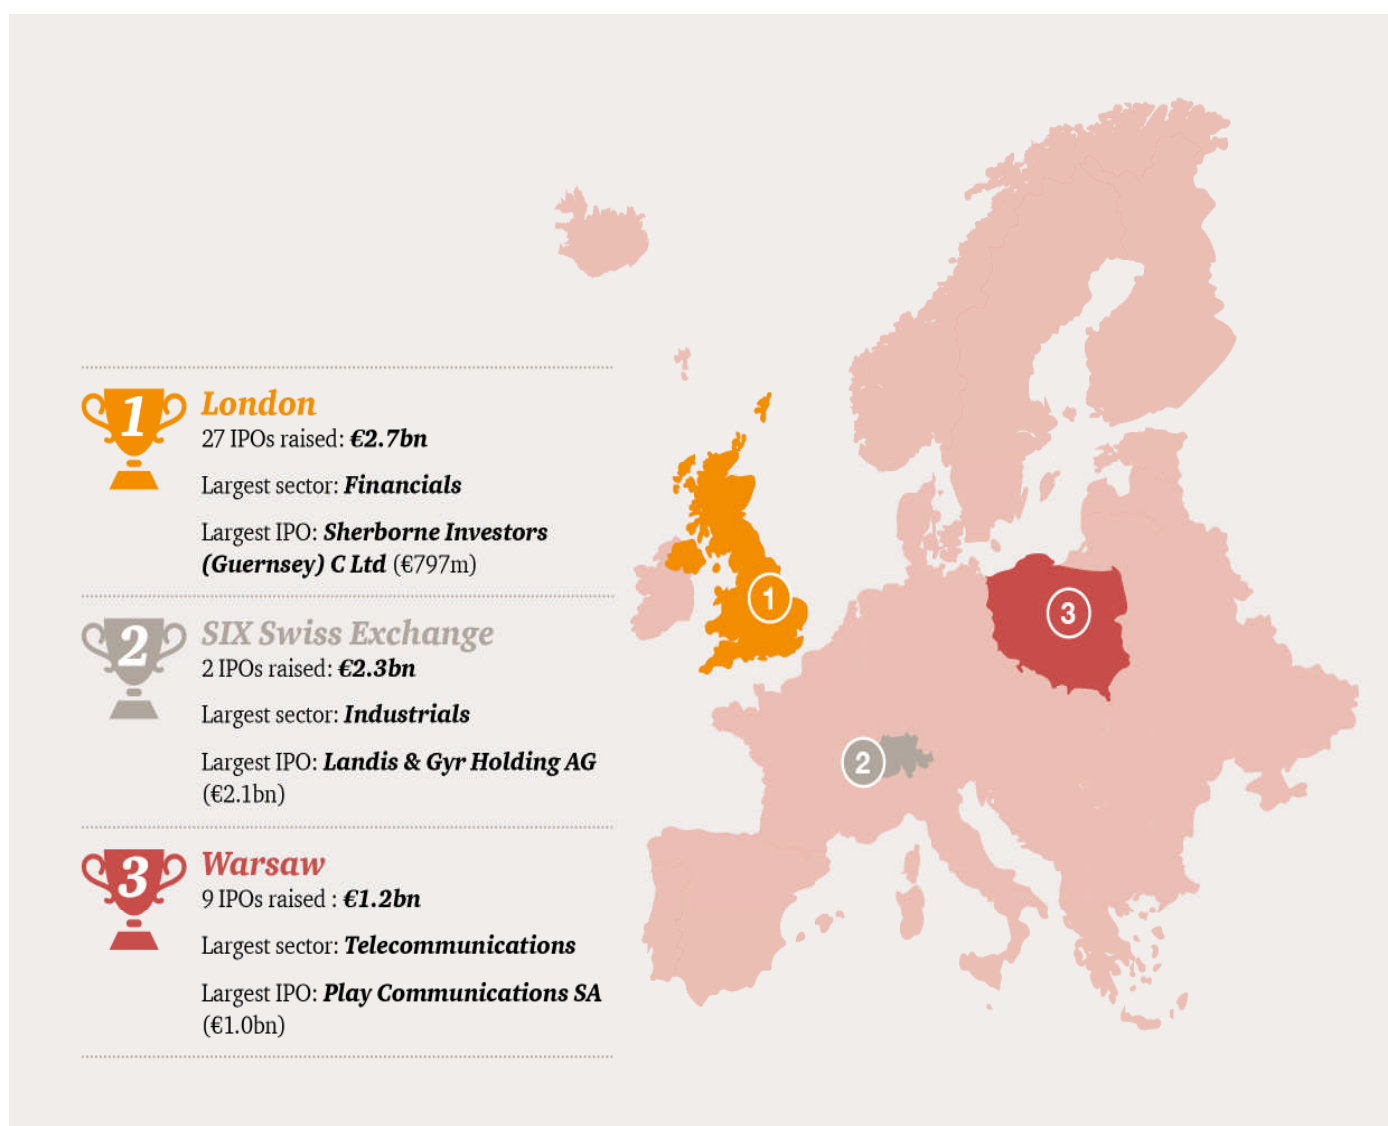 1
London
27 IPOs raised: €2.7bn
Largest sector: Financials
Largest IPO: Sherborne Investors
(Guernsey) C Ltd (€797m)
2
SIX Swiss Exchange
2 IPOs raised: €2.3bn
Largest sector: Industrials
Largest IPO: Landis & Gyr Holding AG
(€2.1bn)
3
Warsaw
9 IPOs raised : €1.2bn
Largest sector: Telecommunications
Largest IPO: Play Communications SA
(€1.0bn)
1
3
2